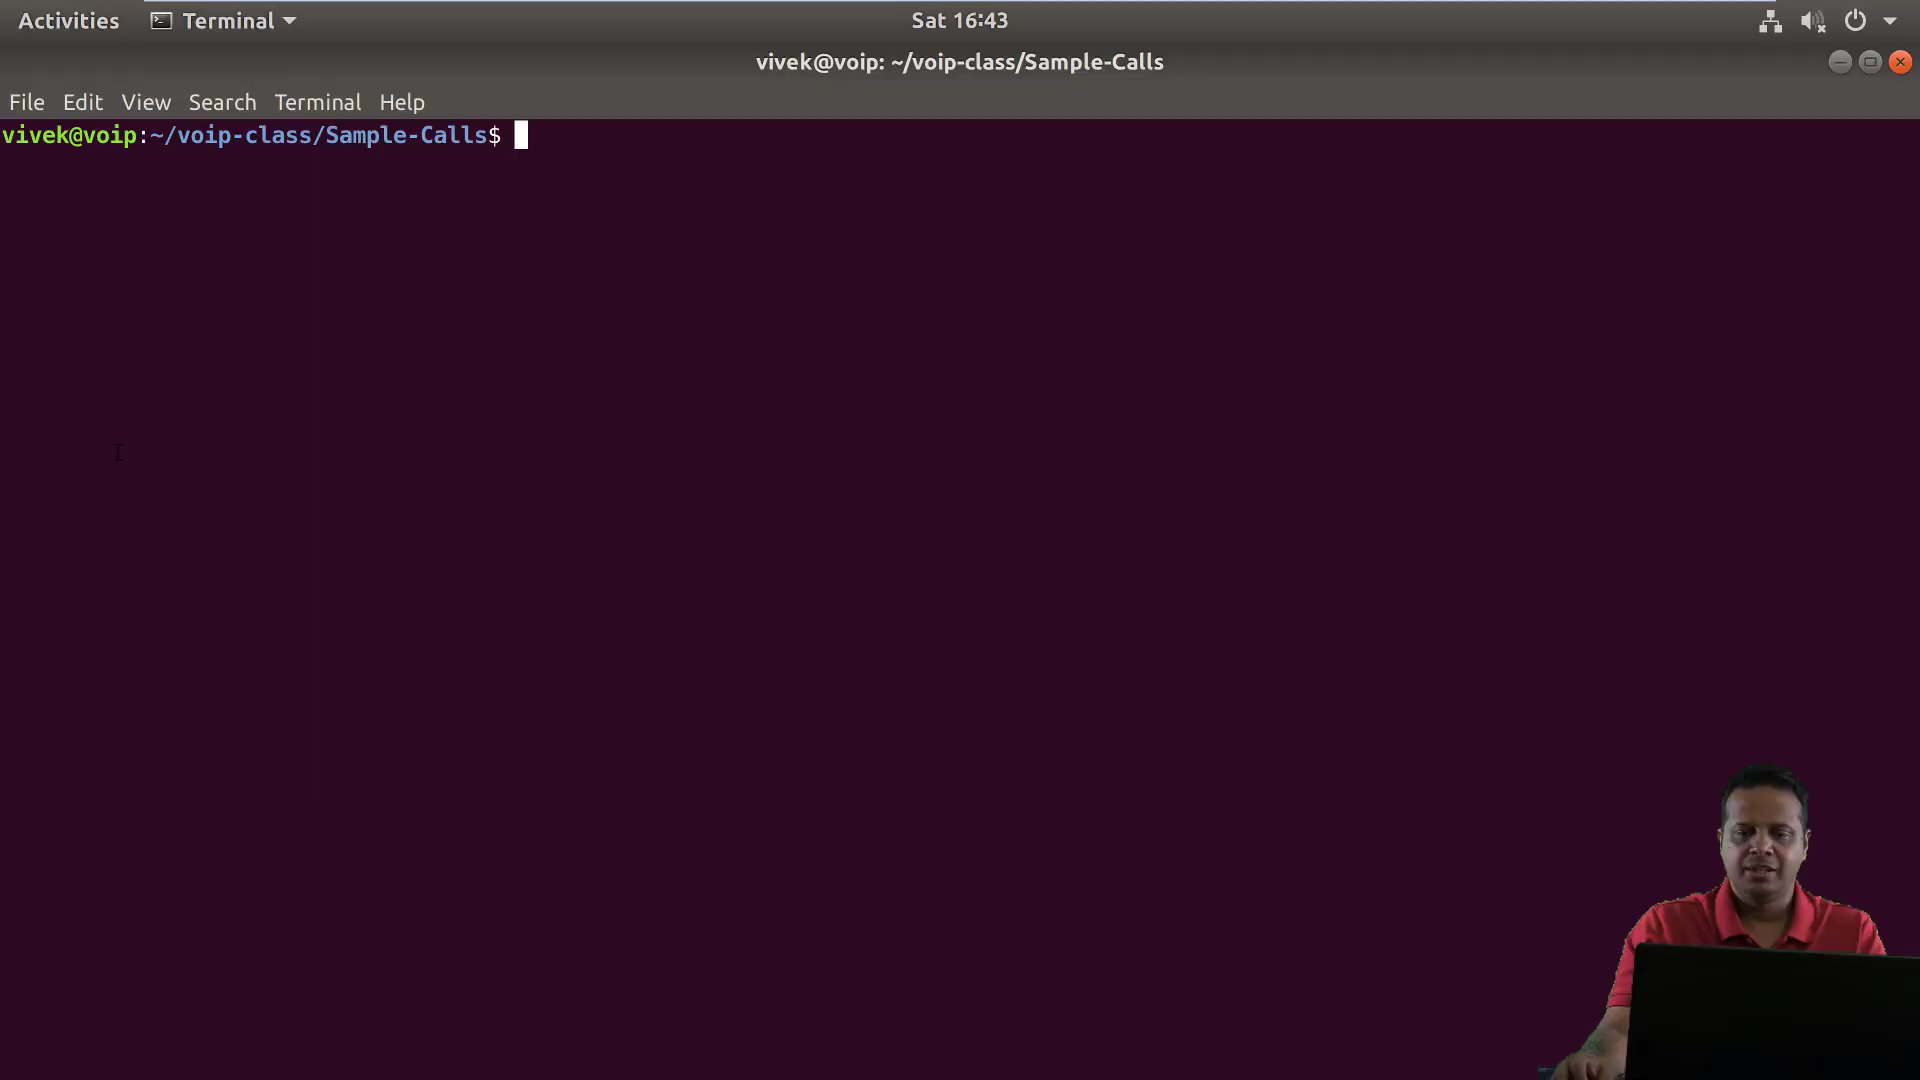 Activities Terminal Sat 16:43
vivek@voip: ~/voip-class/Sample-Calls
File Edit View Search Terminal Help
vivek@voip:~/voip-class/Sample-Calls$